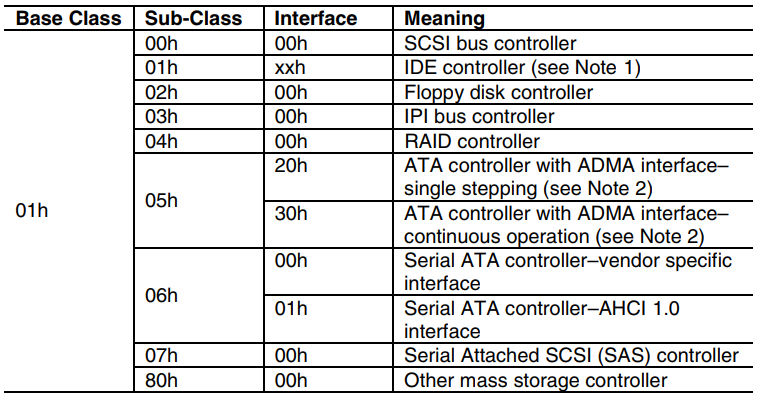 Base Class Sub-Class Interface Meaning
00h 00h SCSI bus controller
01h xxh IDE controller (see Note 1)
02h 00h Floppy disk controller
03h 00h IPI bus controller
04h 00h RAID controller
20h ATA controller with ADMA interface–
single stepping (see Note 2)
01h 05h
30h ATA controller with ADMA interface–
continuous operation (see Note 2)
00h Serial ATA controller–vendor specific
interface
06h
01h Serial ATA controller–AHCI 1.0
interface
07h 00h Serial Attached SCSI (SAS) controller
80h 00h Other mass storage controller